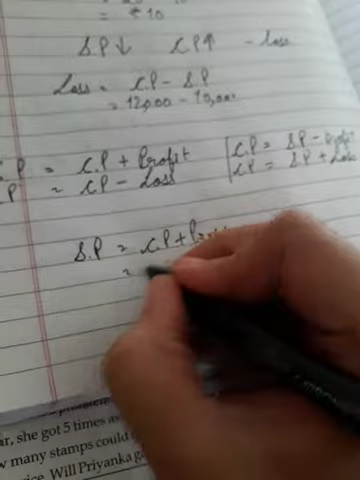 = ₹ 10
S.P ↓ C.P ↑ - Loss
Loss = C.P - S.P
= 12,000 - 10,000
= C.P + Profit
P = C.P - Loss
C.P = S.P - Profit
C.P = S.P + Loss
S.P = C.P + 
=
she got 5 times as
many stamps could
Will Priyanka